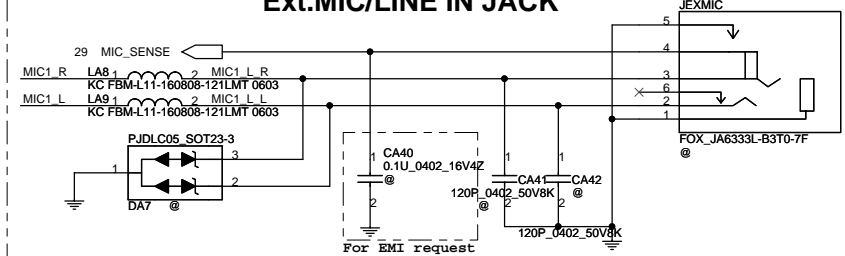 Ext.MIC/LINE IN JACK
JEXMIC
5
29 MIC_SENSE
4
MIC1_R LA8 1 2 MIC1_L_R
3
KC FBM-L11-160808-121LMT 0603
6
MIC1_L LA9 1 2 MIC1_L_L
2
KC FBM-L11-160808-121LMT 0603
1
PJDLC05_SOT23-3
FOX_JA6333L-B3T0-7F
@
3
1
2
DA7 @
1
CA40
0.1U_0402_16V4Z
@
2
1
CA41
120P_0402_50V8K
@
2
1
CA42
@
2
120P_0402_50V8K
For EMI request